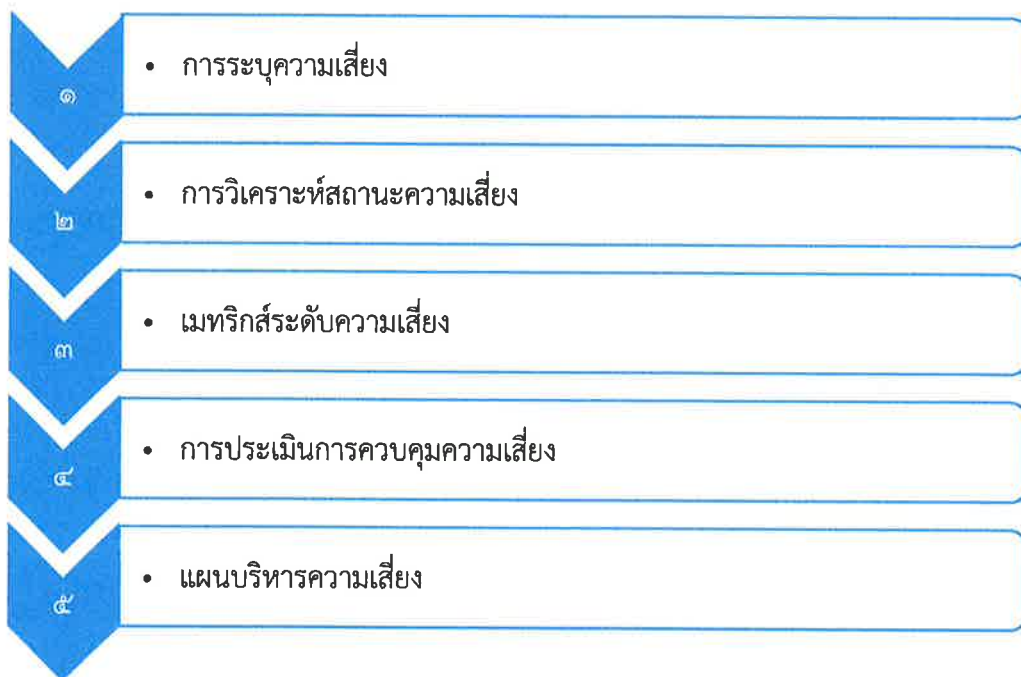 ๑
• การระบุความเสี่ยง
๒
• การวิเคราะห์สถานะความเสี่ยง
๓
• เมทริกส์ระดับความเสี่ยง
๔
• การประเมินการควบคุมความเสี่ยง
๕
• แผนบริหารความเสี่ยง